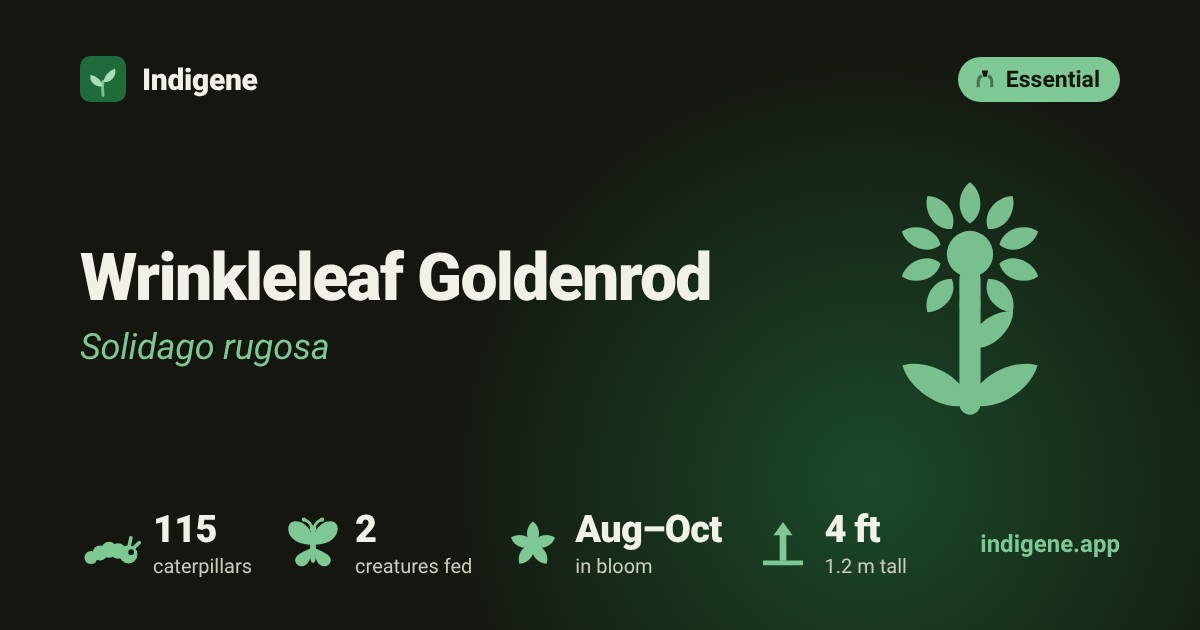 Indigene
Essential
Wrinkleleaf Goldenrod
Solidago rugosa
115
caterpillars
2
creatures fed
Aug–Oct
in bloom
4 ft
1.2 m tall
indigene.app